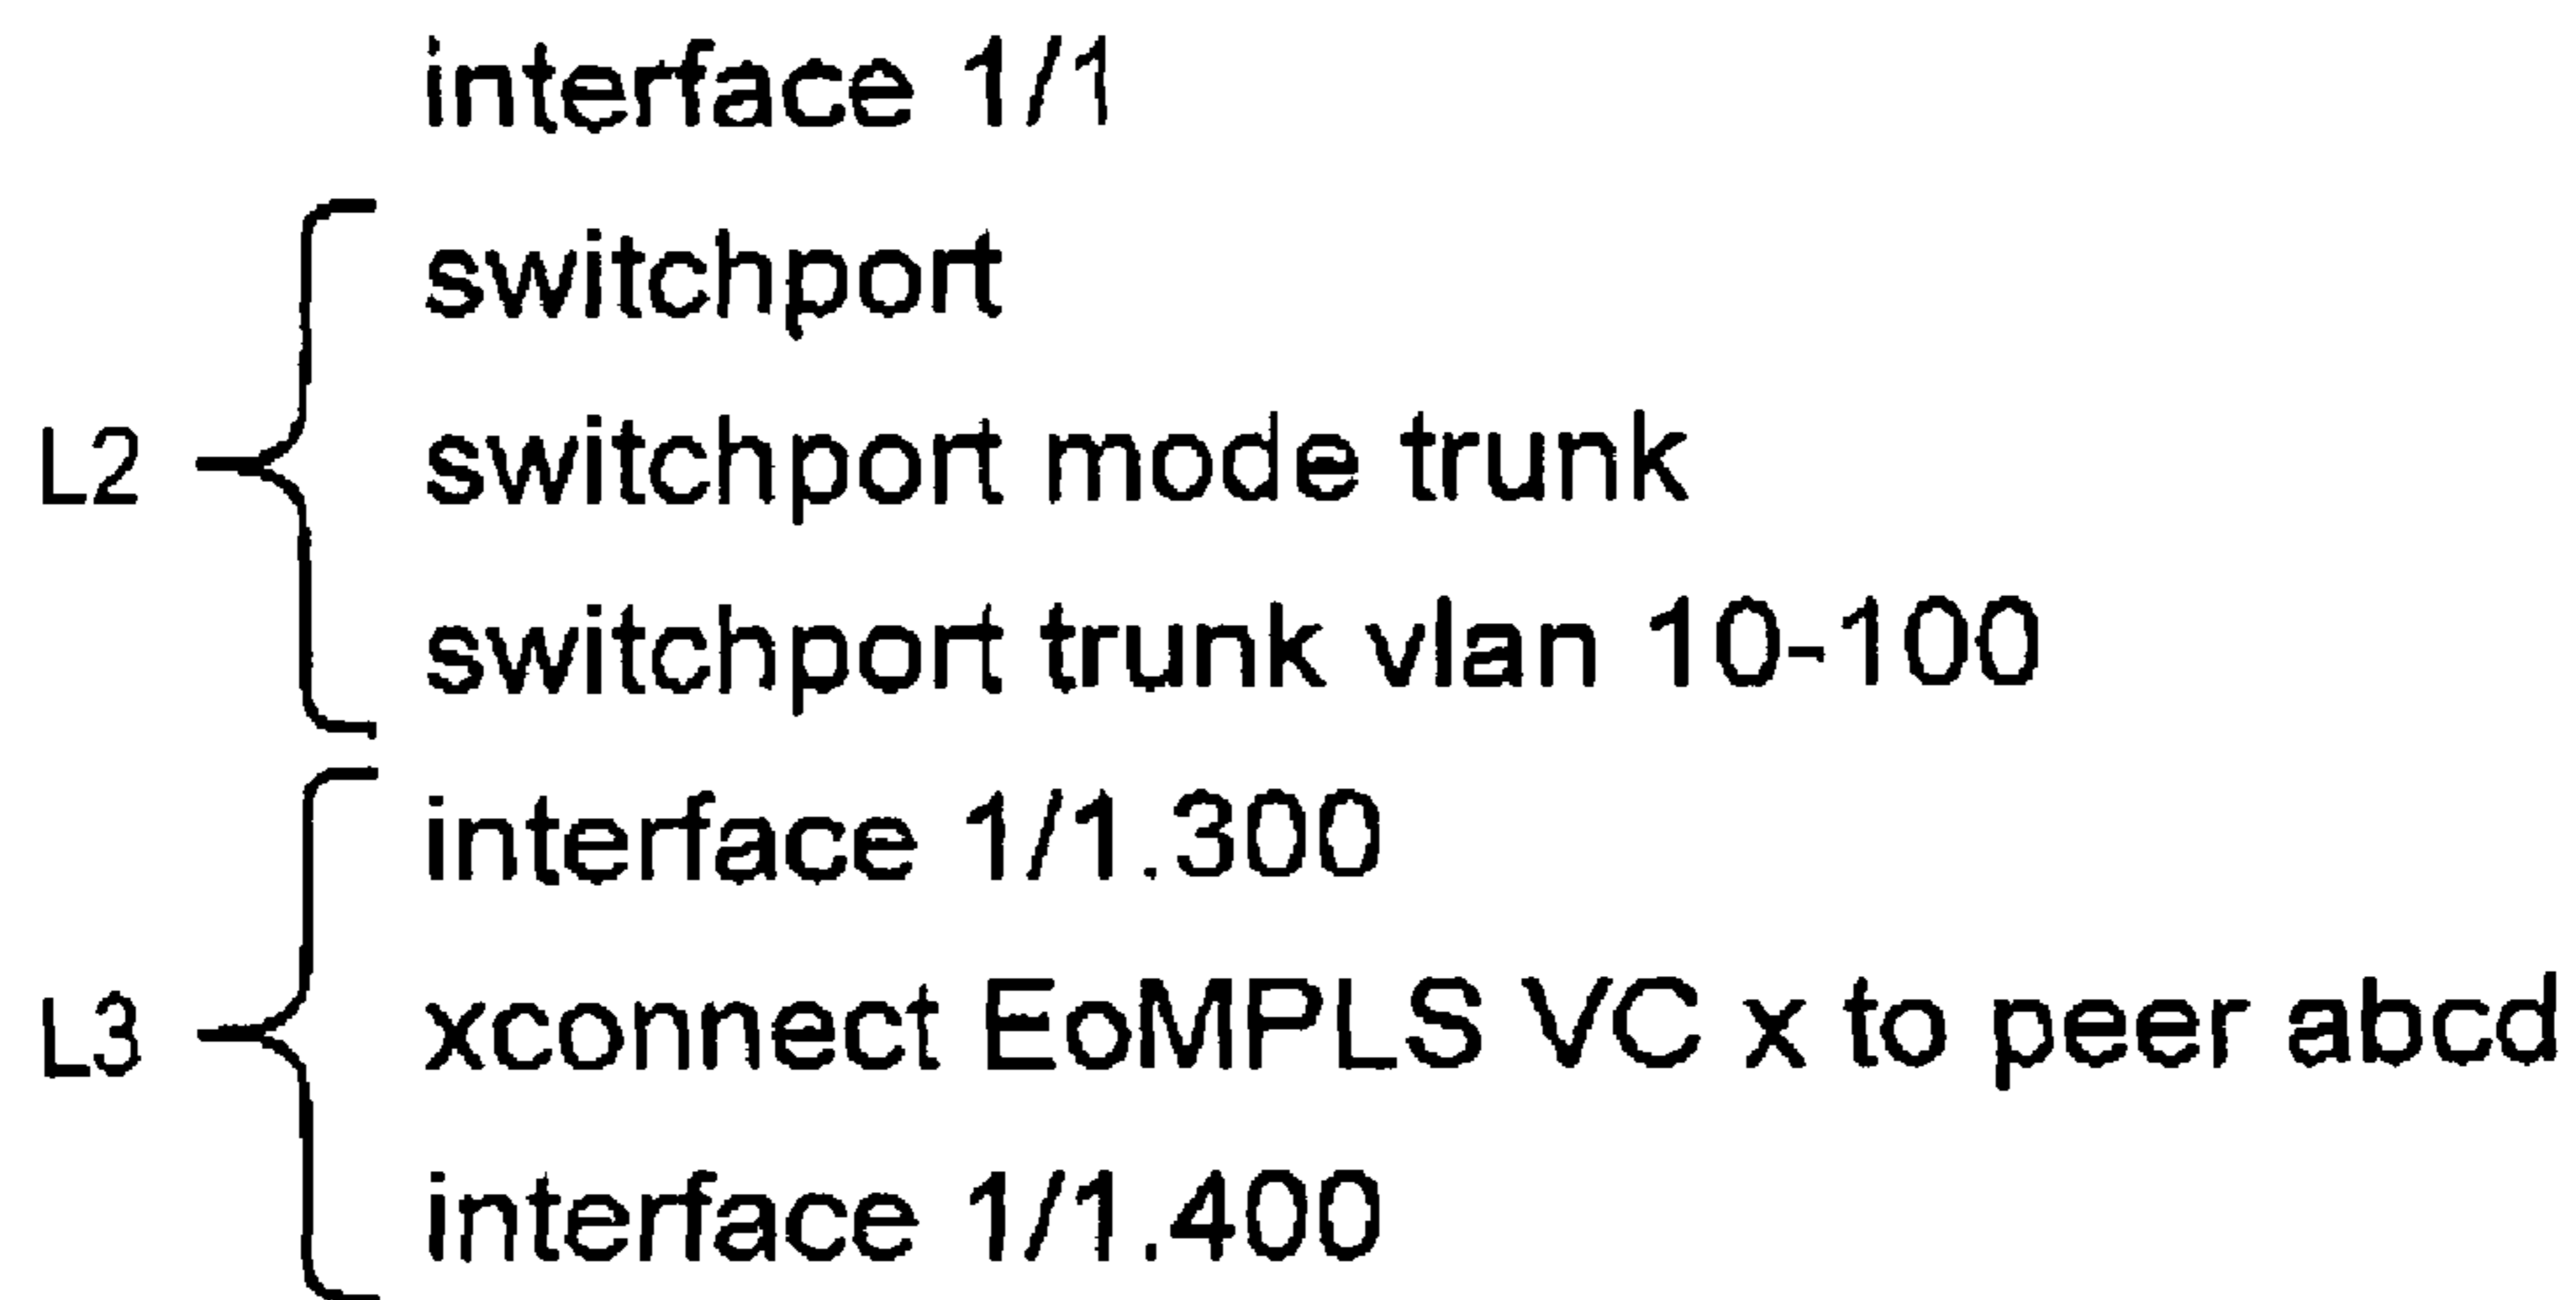 interface 1/1
switchport
L2 switchport mode trunk
switchport trunk vlan 10-100
interface 1/1.300
L3 xconnect EoMPLS VC x to peer abcd
interface 1/1.400